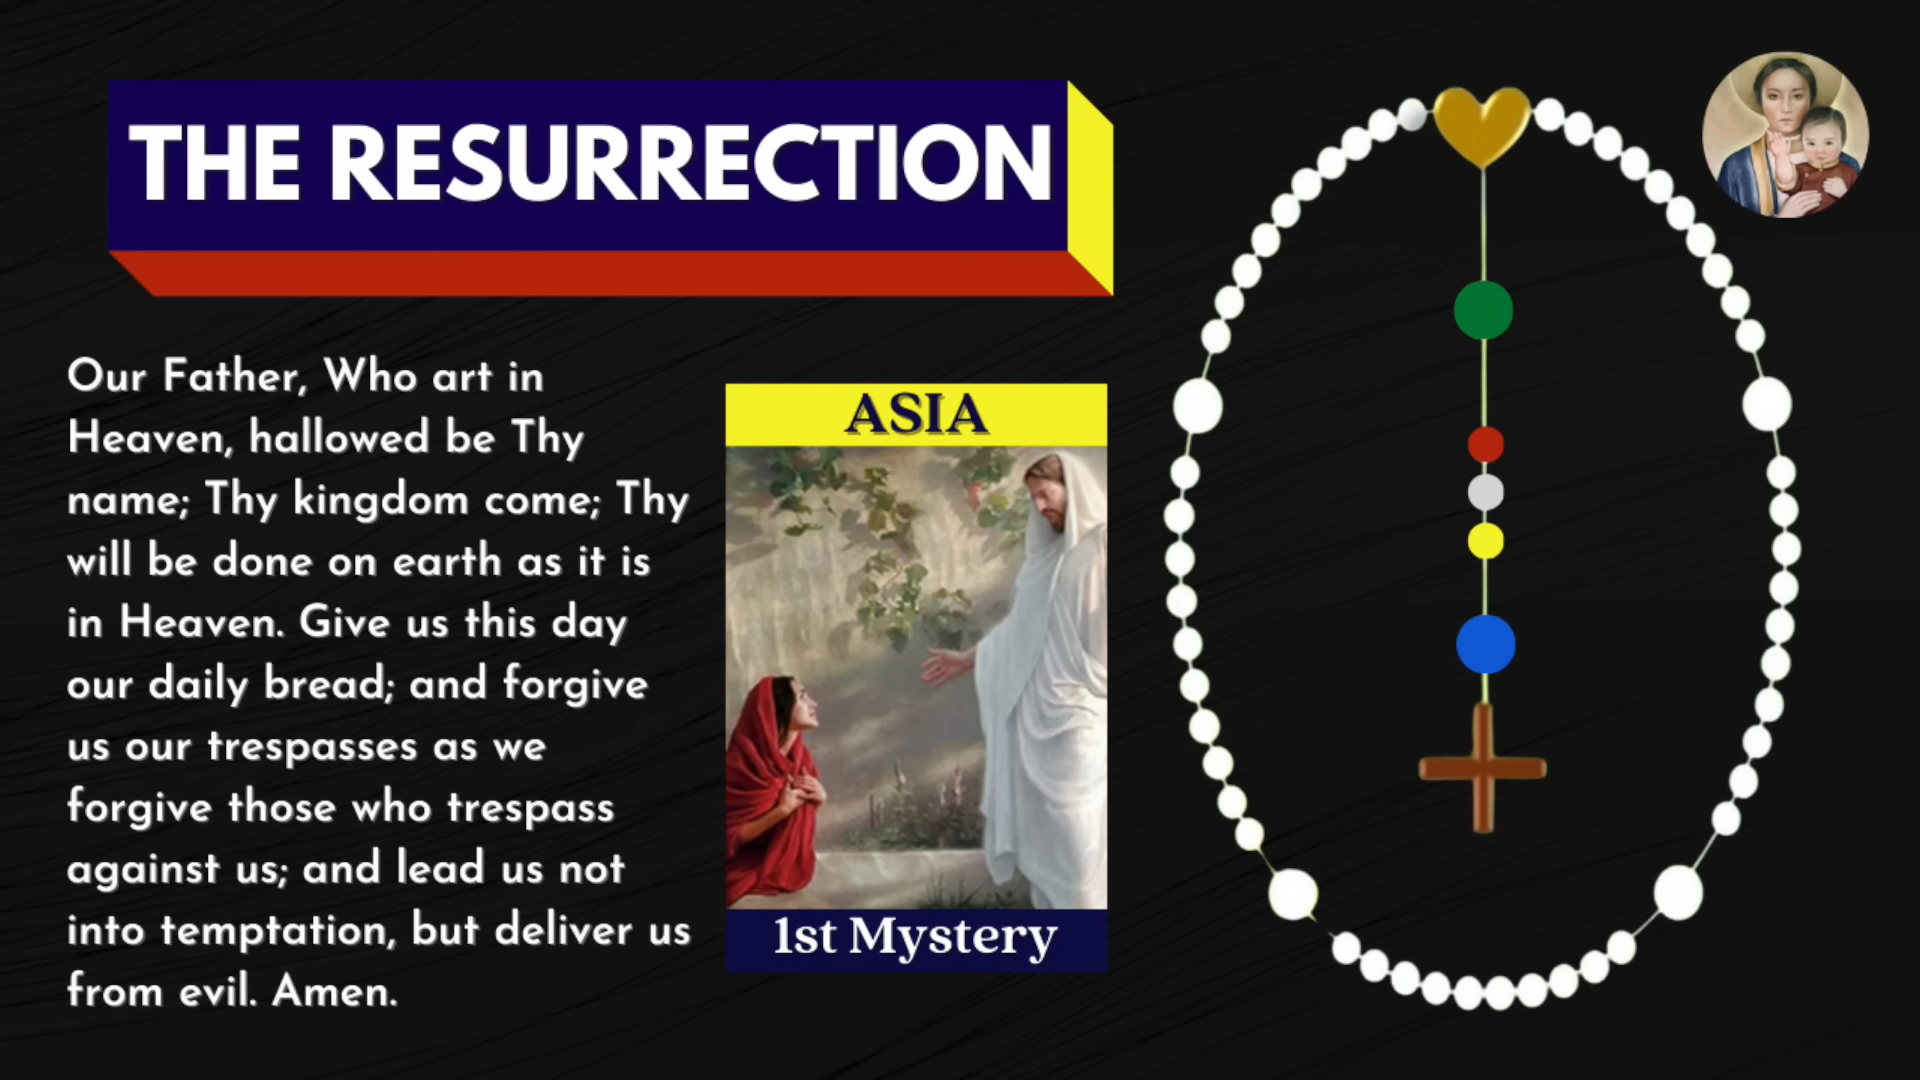 THE RESURRECTION
Our Father, Who art in
Heaven, hallowed be Thy
name; Thy kingdom come; Thy
will be done on earth as it is
in Heaven. Give us this day
our daily bread; and forgive
us our trespasses as we
forgive those who trespass
against us; and lead us not
into temptation, but deliver us
from evil. Amen.
ASIA
1st Mystery